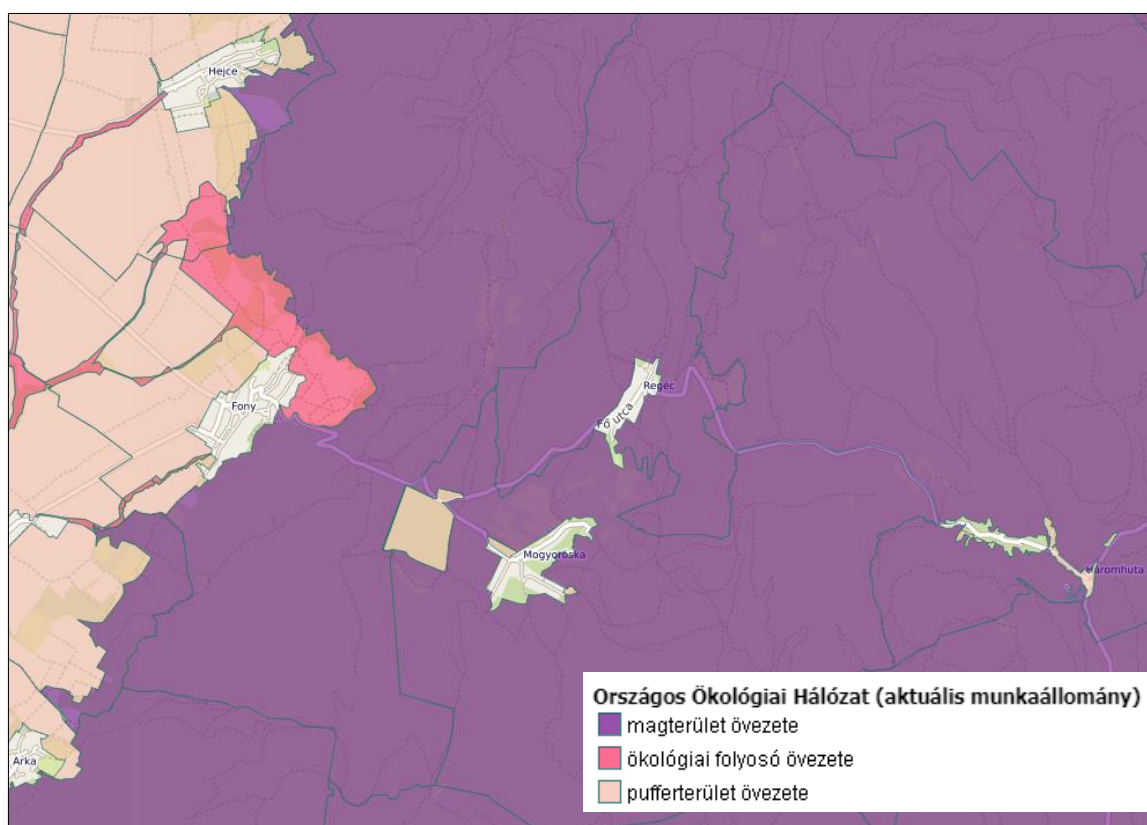 Hejce
Fony
Regéc
Fő utca
Mogyoróska
Háromhuta
Arka
Országos Ökológiai Hálózat (aktuális munkaállomány)
magterület övezete
ökológiai folyosó övezete
pufferterület övezete